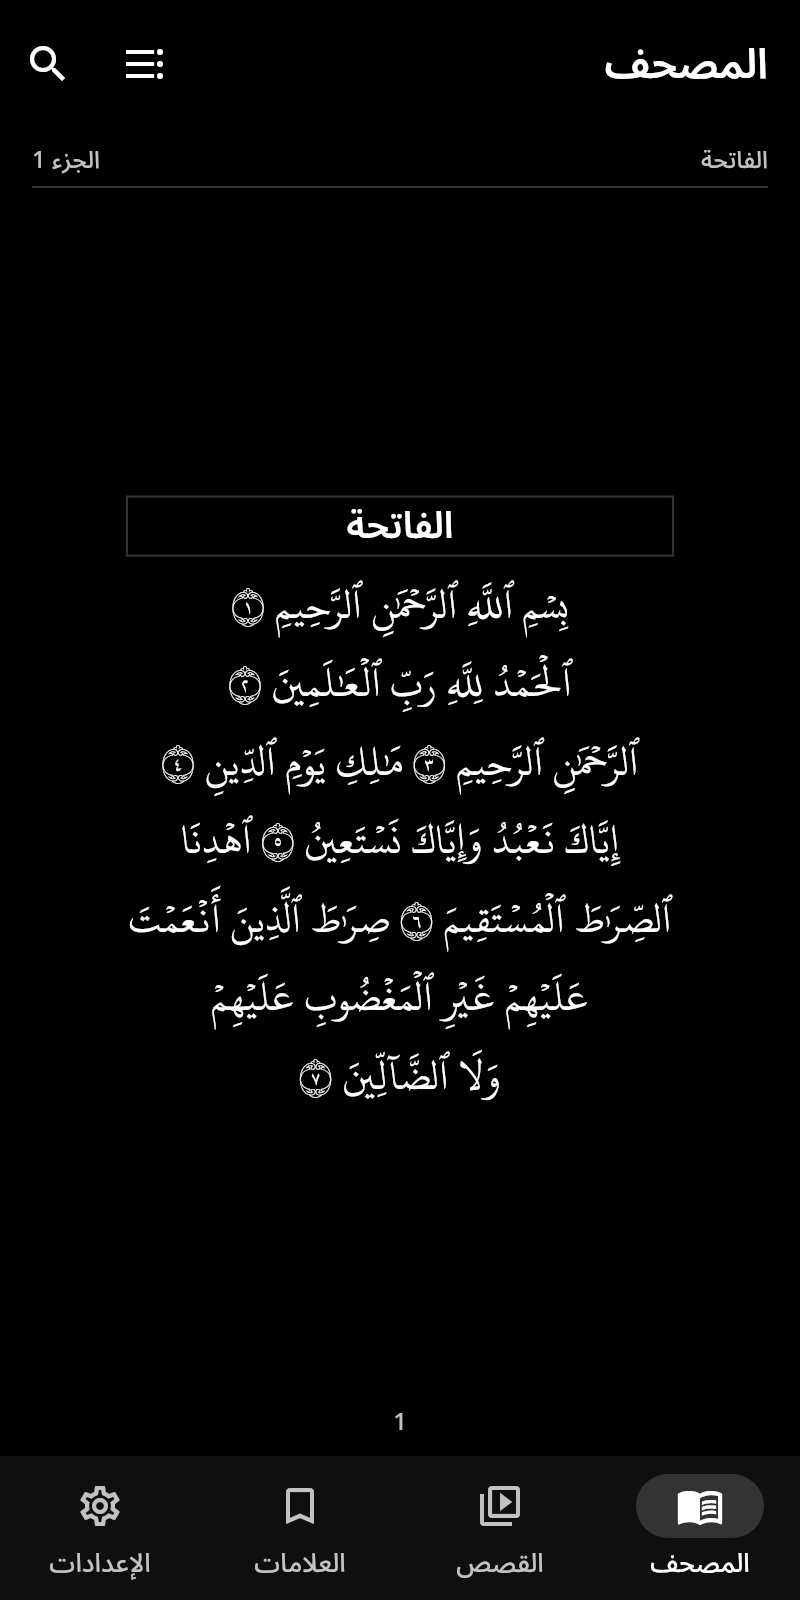 المصحف
الفاتحة
الجزء 1
الفاتحة
بِسْمِ ٱللَّهِ ٱلرَّحْمَٰنِ ٱلرَّحِيمِ ١
ٱلْحَمْدُ لِلَّهِ رَبِّ ٱلْعَٰلَمِينَ ٢
ٱلرَّحْمَٰنِ ٱلرَّحِيمِ ٣ مَٰلِكِ يَوْمِ ٱلدِّينِ ٤
إِيَّاكَ نَعْبُدُ وَإِيَّاكَ نَسْتَعِينُ ٥ ٱهْدِنَا
ٱلصِّرَٰطَ ٱلْمُسْتَقِيمَ ٦ صِرَٰطَ ٱلَّذِينَ أَنْعَمْتَ
عَلَيْهِمْ غَيْرِ ٱلْمَغْضُوبِ عَلَيْهِمْ
وَلَا ٱلضَّآلِّينَ ٧
1
المصحف
القصص
العلامات
الإعدادات